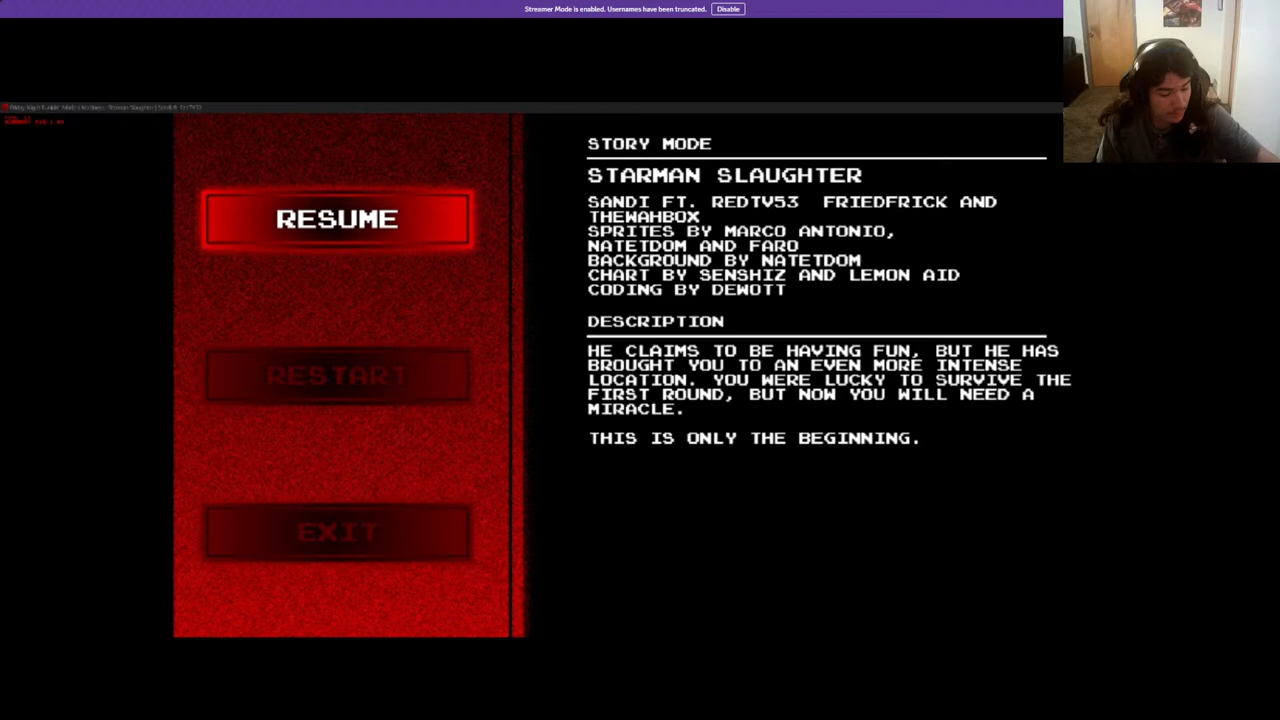 Streamer Mode is enabled. Usernames have been truncated. Disable
STORY MODE
STARMAN SLAUGHTER
SANDI FT. REDTV53 FRIEDFRICK AND
THEWAHBOX
SPRITES BY MARCO ANTONIO,
NATETDOM AND FARO
BACKGROUND BY NATETDOM
CHART BY SENSHIZ AND LEMON AID
CODING BY DEWOTT
DESCRIPTION
HE CLAIMS TO BE HAVING FUN, BUT HE HAS
BROUGHT YOU TO AN EVEN MORE INTENSE
LOCATION. YOU WERE LUCKY TO SURVIVE THE
FIRST ROUND, BUT NOW YOU WILL NEED A
MIRACLE.
THIS IS ONLY THE BEGINNING.
RESUME
RESTART
EXIT